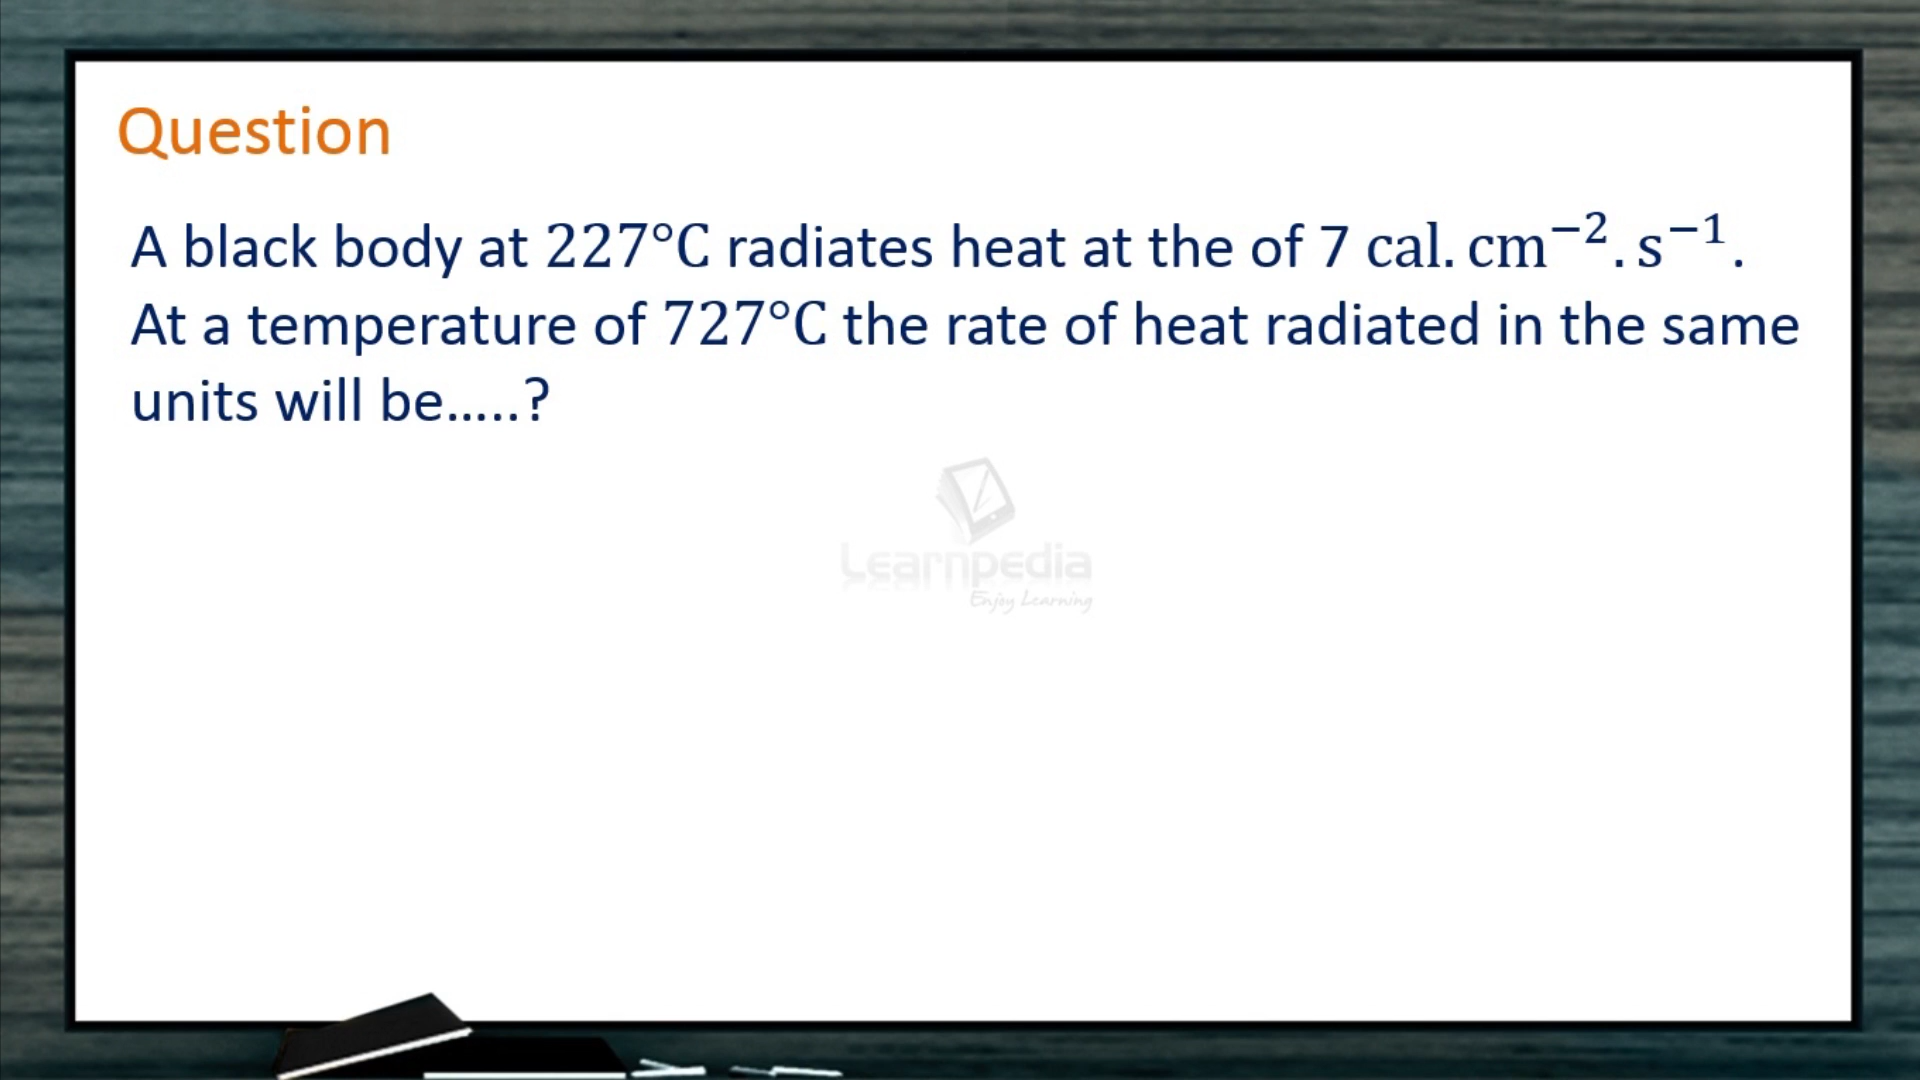 Question
A black body at 227°C radiates heat at the of 7 cal. cm⁻². s⁻¹.
At a temperature of 727°C the rate of heat radiated in the same
units will be.....?
Learnpedia
Enjoy Learning